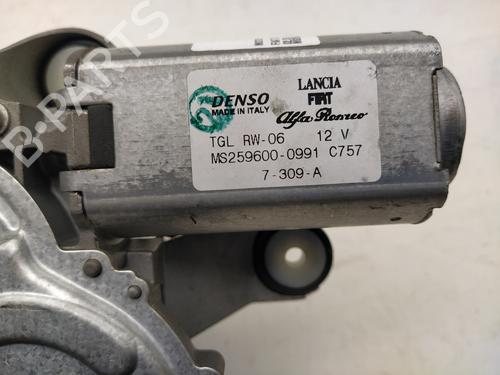 DENSO
MADE IN ITALY
LANCIA
FIAT
Alfa Romeo
TGL RW-06 12 V
MS259600-0991 C757
7-309-A
PARTS